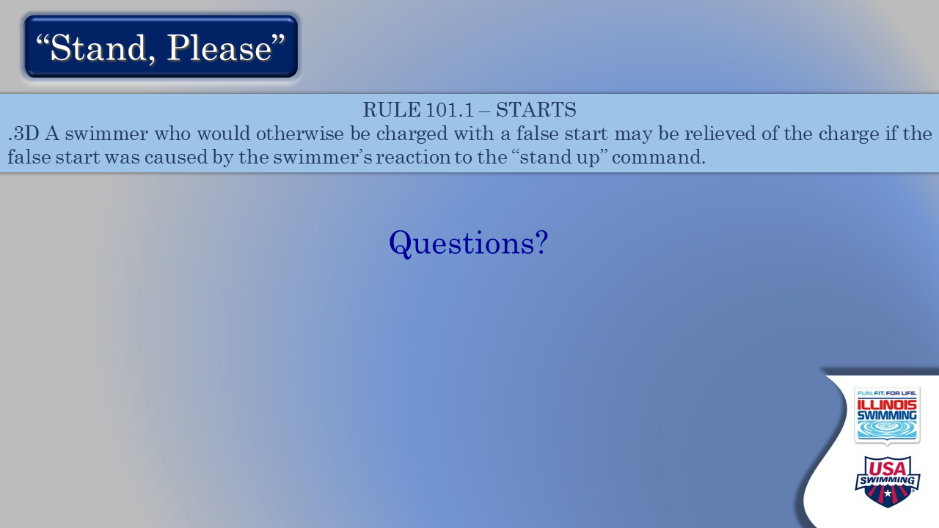 “Stand, Please”
RULE 101.1 – STARTS
.3D A swimmer who would otherwise be charged with a false start may be relieved of the charge if the
false start was caused by the swimmer’s reaction to the “stand up” command.
Questions?
FUN. FIT. FOR LIFE.
ILLINOIS
SWIMMING
USA
SWIMMING